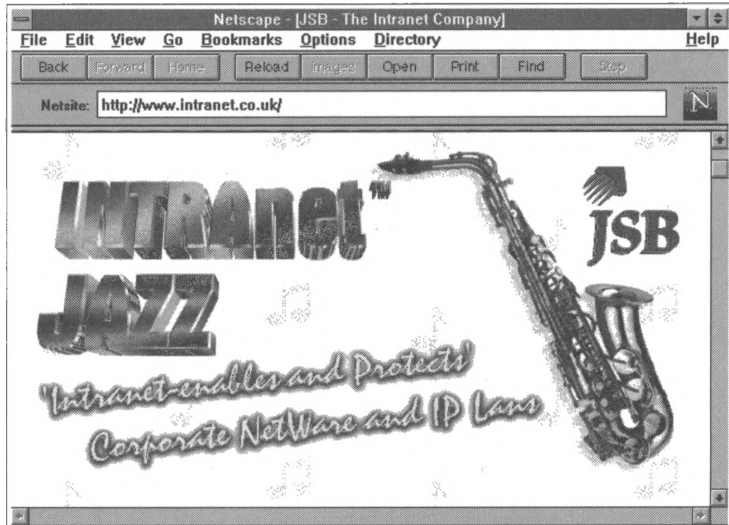 Netscape - [JSB - The Intranet Company]
File Edit View Go Bookmarks Options Directory Help
Back Forward Home Reload Images Open Print Find Stop
Netsite: http://www.intranet.co.uk/ N
INTRAnet™
JSB
JAZZ
'Intranet-enables and Protects'
Corporate NetWare and IP Lans